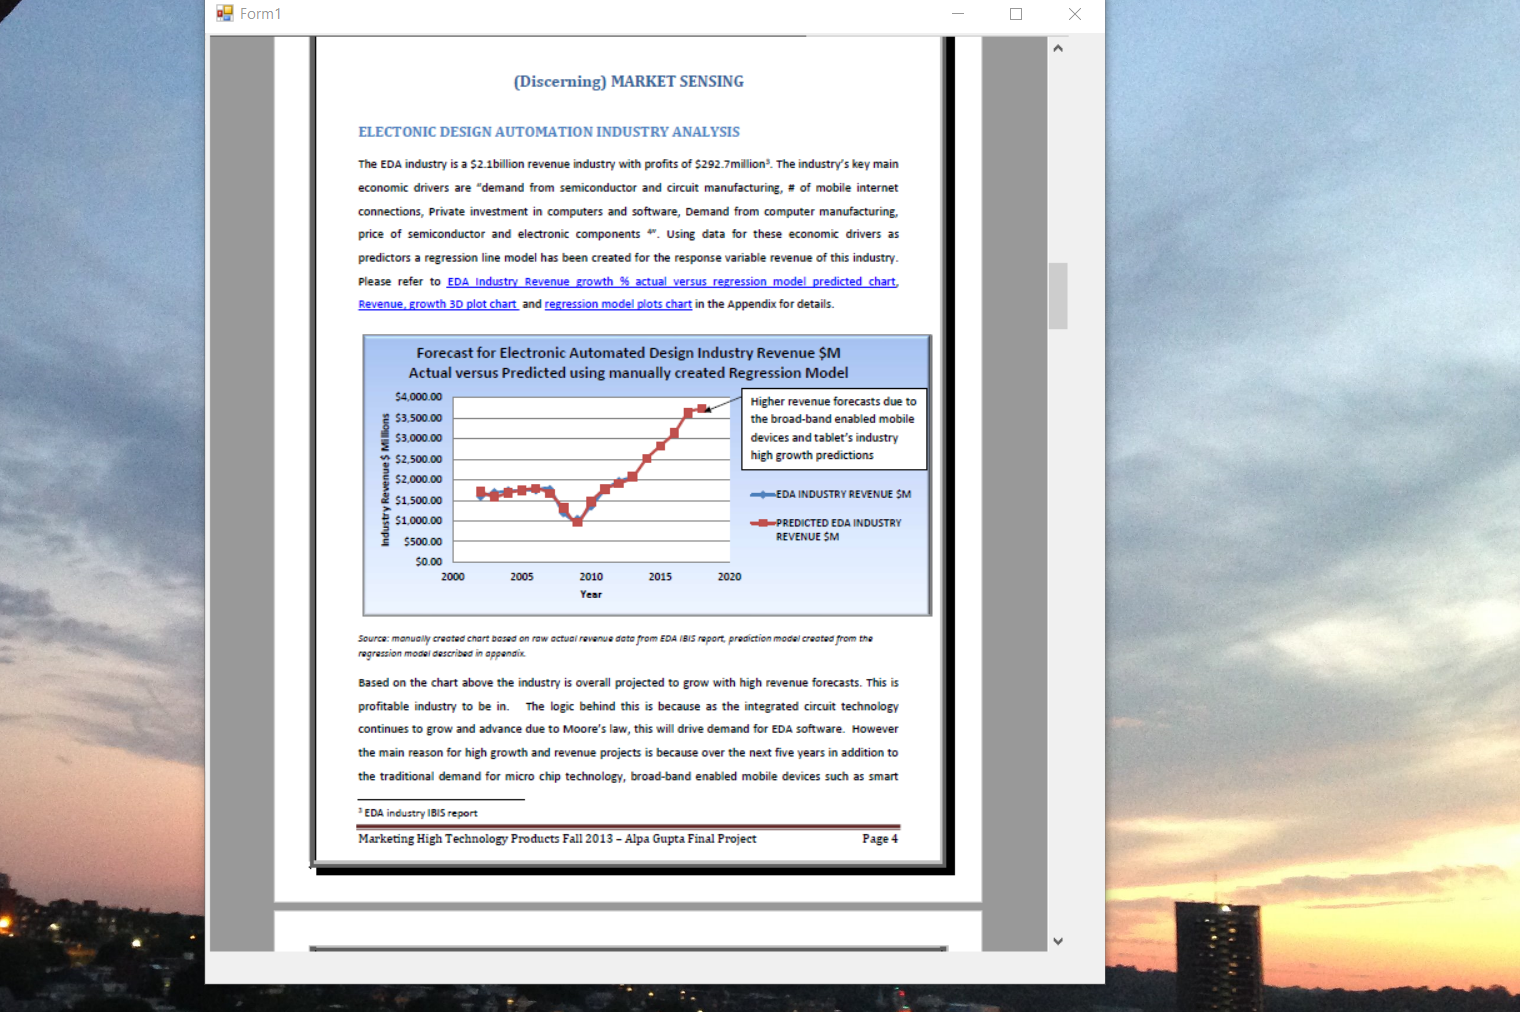 Form1
(Discerning) MARKET SENSING
ELECTONIC DESIGN AUTOMATION INDUSTRY ANALYSIS
The EDA industry is a $2.1billion revenue industry with profits of $292.7million³. The industry's key main
economic drivers are "demand from semiconductor and circuit manufacturing, # of mobile internet
connections, Private investment in computers and software, Demand from computer manufacturing,
price of semiconductor and electronic components ⁴". Using data for these economic drivers as
predictors a regression line model has been created for the response variable revenue of this industry.
Please refer to EDA Industry Revenue growth % actual versus regression model predicted chart,
Revenue, growth 3D plot chart and regression model plots chart in the Appendix for details.
Forecast for Electronic Automated Design Industry Revenue $M
Actual versus Predicted using manually created Regression Model
Industry Revenue $ Millions
$4,000.00
$3,500.00
$3,000.00
$2,500.00
$2,000.00
$1,500.00
$1,000.00
$500.00
$0.00
2000 2005 2010 2015 2020
Year
Higher revenue forecasts due to
the broad-band enabled mobile
devices and tablet's industry
high growth predictions
EDA INDUSTRY REVENUE $M
PREDICTED EDA INDUSTRY
REVENUE $M
Source: manually created chart based on raw actual revenue data from EDA IBIS report, prediction model created from the
regression model described in appendix.
Based on the chart above the industry is overall projected to grow with high revenue forecasts. This is
profitable industry to be in. The logic behind this is because as the integrated circuit technology
continues to grow and advance due to Moore's law, this will drive demand for EDA software. However
the main reason for high growth and revenue projects is because over the next five years in addition to
the traditional demand for micro chip technology, broad-band enabled mobile devices such as smart
³ EDA industry IBIS report
Marketing High Technology Products Fall 2013 – Alpa Gupta Final Project Page 4